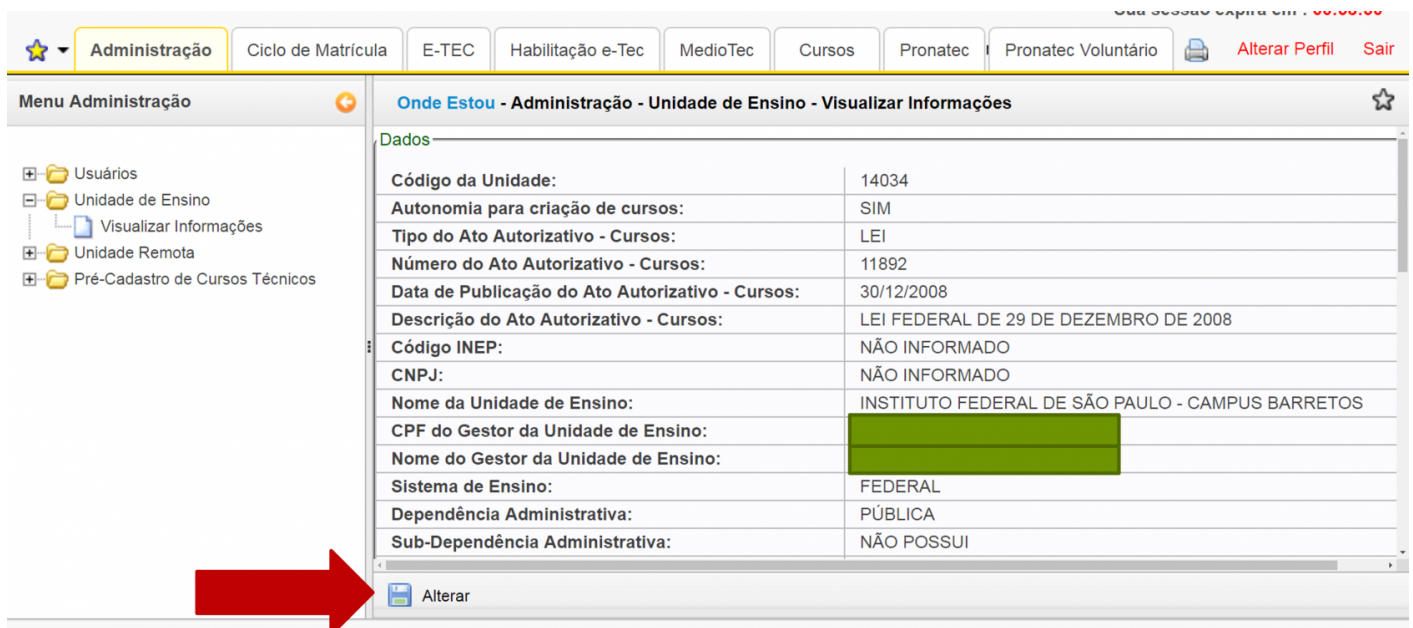 Sua sessão expira em :
Administração Ciclo de Matrícula E-TEC Habilitação e-Tec MedioTec Cursos Pronatec Pronatec Voluntário Alterar Perfil Sair
Menu Administração
Onde Estou - Administração - Unidade de Ensino - Visualizar Informações
Usuários
Unidade de Ensino
Visualizar Informações
Unidade Remota
Pré-Cadastro de Cursos Técnicos
Dados
Código da Unidade: 14034
Autonomia para criação de cursos: SIM
Tipo do Ato Autorizativo - Cursos: LEI
Número do Ato Autorizativo - Cursos: 11892
Data de Publicação do Ato Autorizativo - Cursos: 30/12/2008
Descrição do Ato Autorizativo - Cursos: LEI FEDERAL DE 29 DE DEZEMBRO DE 2008
Código INEP: NÃO INFORMADO
CNPJ: NÃO INFORMADO
Nome da Unidade de Ensino: INSTITUTO FEDERAL DE SÃO PAULO - CAMPUS BARRETOS
CPF do Gestor da Unidade de Ensino:
Nome do Gestor da Unidade de Ensino:
Sistema de Ensino: FEDERAL
Dependência Administrativa: PÚBLICA
Sub-Dependência Administrativa: NÃO POSSUI
Alterar